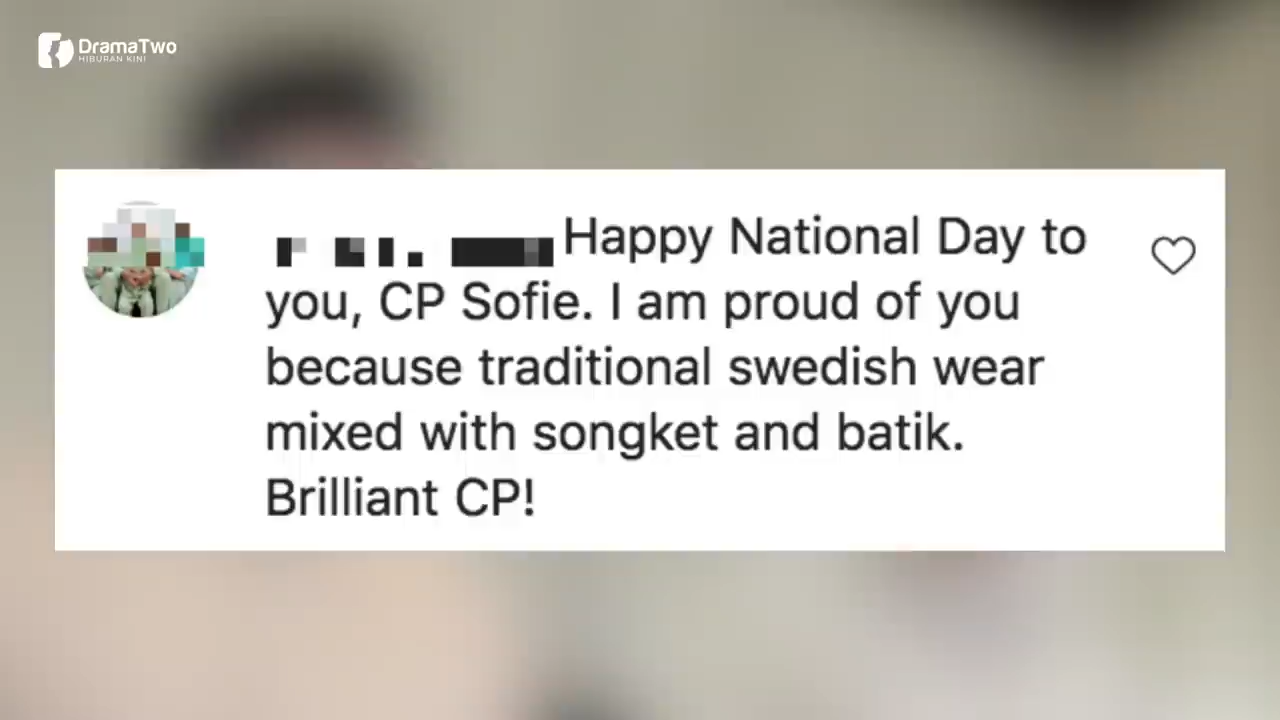 DramaTwo
HIBURAN KINI
Happy National Day to
you, CP Sofie. I am proud of you
because traditional swedish wear
mixed with songket and batik.
Brilliant CP!